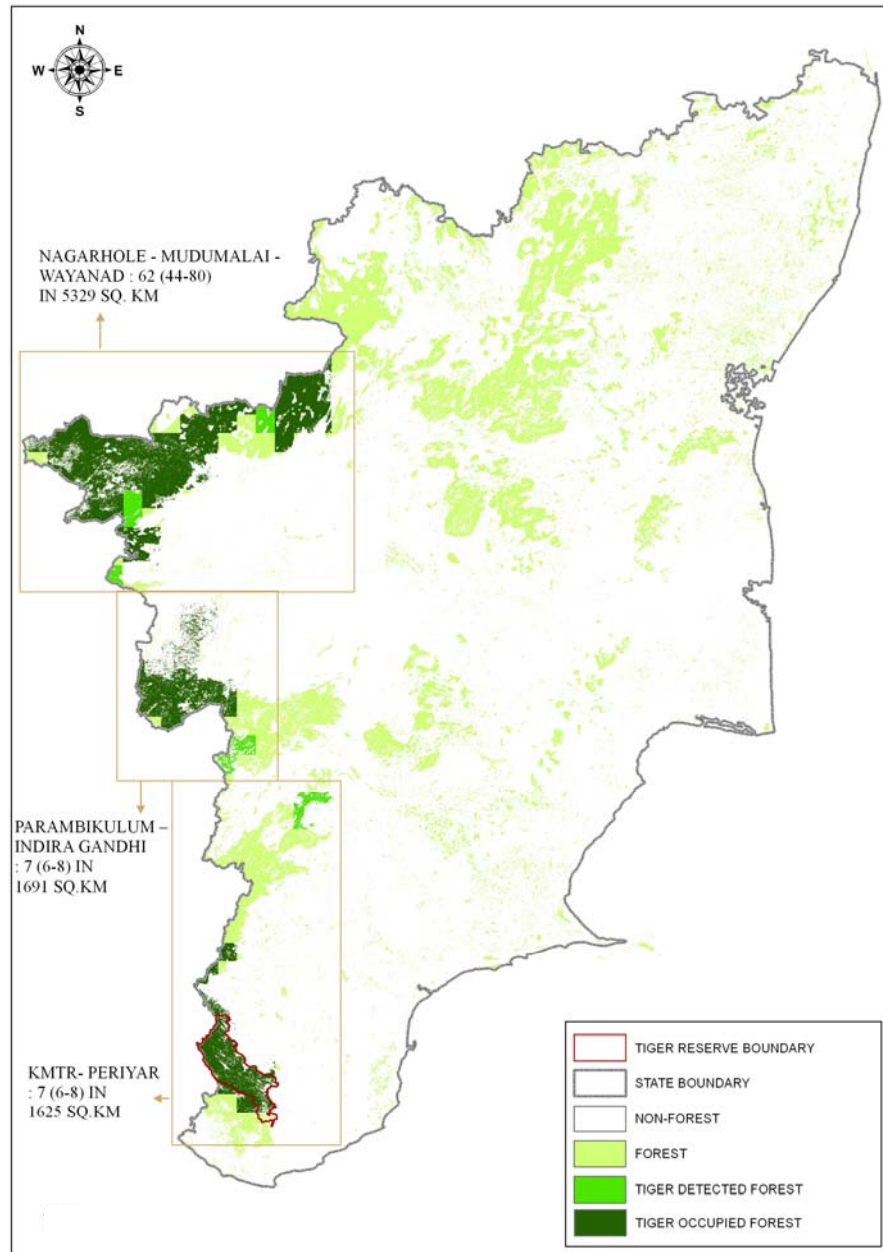 N
W E
S
NAGARHOLE - MUDUMALAI -
WAYANAD : 62 (44-80)
IN 5329 SQ. KM
PARAMBIKULUM –
INDIRA GANDHI
: 7 (6-8) IN
1691 SQ.KM
KMTR- PERIYAR
: 7 (6-8) IN
1625 SQ.KM
TIGER RESERVE BOUNDARY
STATE BOUNDARY
NON-FOREST
FOREST
TIGER DETECTED FOREST
TIGER OCCUPIED FOREST